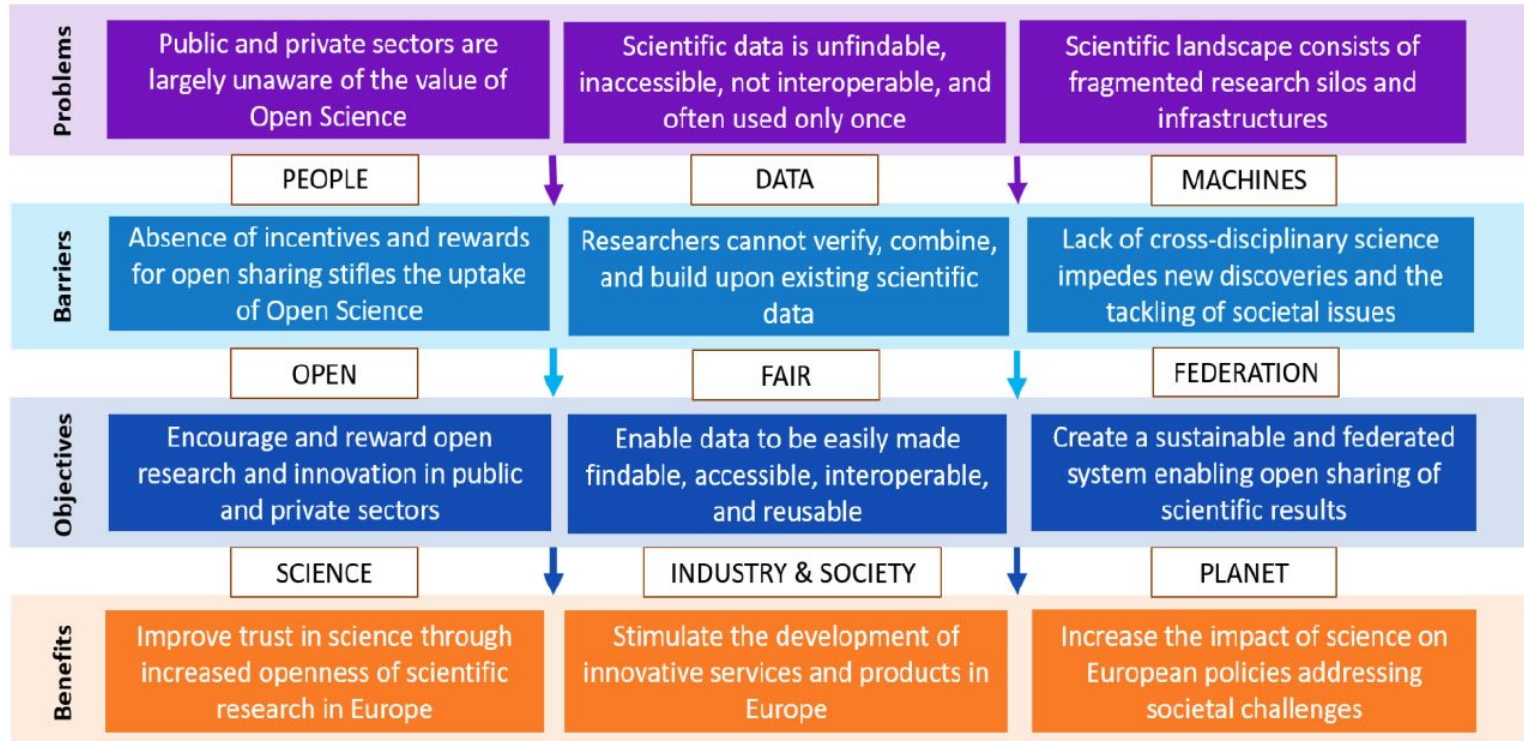 Problems
Public and private sectors are
largely unaware of the value of
Open Science
Scientific data is unfindable,
inaccessible, not interoperable, and
often used only once
Scientific landscape consists of
fragmented research silos and
infrastructures
PEOPLE
DATA
MACHINES
Barriers
Absence of incentives and rewards
for open sharing stifles the uptake
of Open Science
Researchers cannot verify, combine,
and build upon existing scientific
data
Lack of cross-disciplinary science
impedes new discoveries and the
tackling of societal issues
OPEN
FAIR
FEDERATION
Objectives
Encourage and reward open
research and innovation in public
and private sectors
Enable data to be easily made
findable, accessible, interoperable,
and reusable
Create a sustainable and federated
system enabling open sharing of
scientific results
SCIENCE
INDUSTRY & SOCIETY
PLANET
Benefits
Improve trust in science through
increased openness of scientific
research in Europe
Stimulate the development of
innovative services and products in
Europe
Increase the impact of science on
European policies addressing
societal challenges